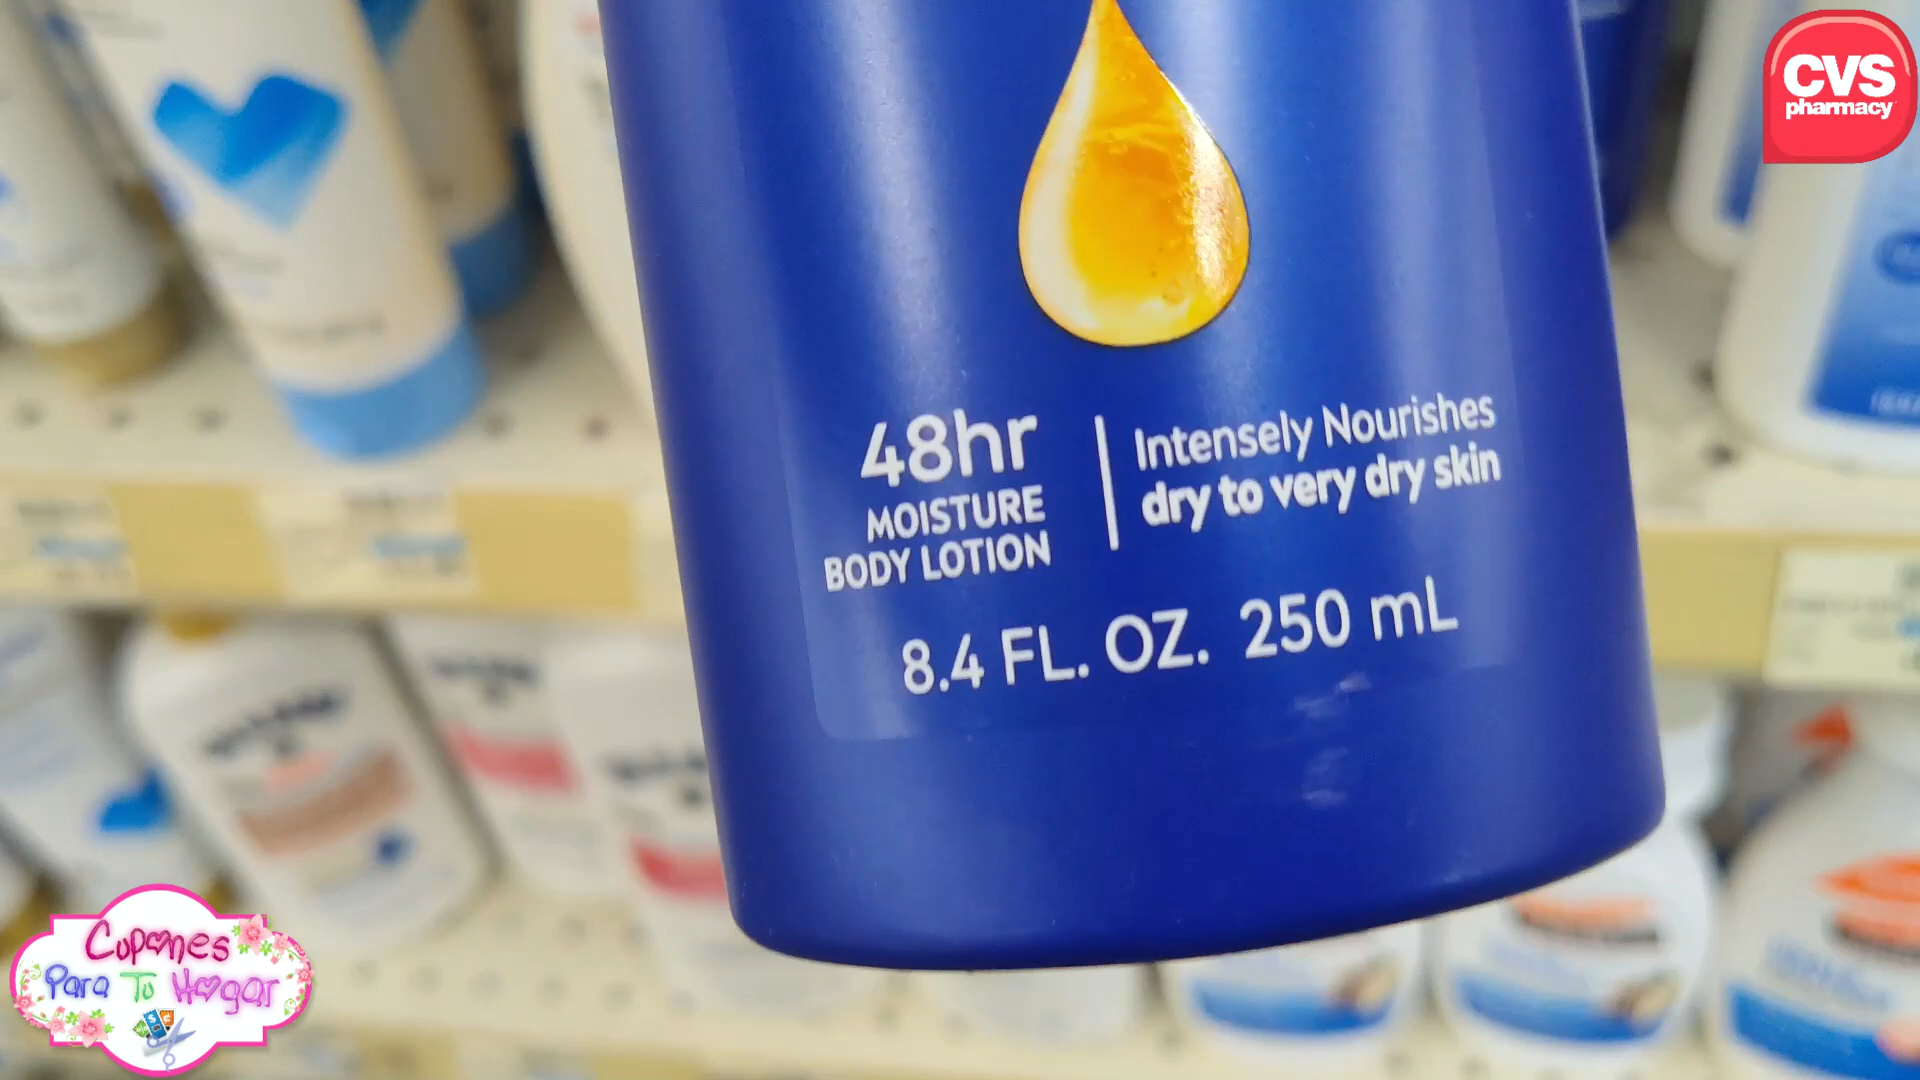 CVS
pharmacy
48hr
MOISTURE
BODY LOTION
Intensely Nourishes
dry to very dry skin
8.4 FL. OZ. 250 mL
Cupones
Para Tu Hogar